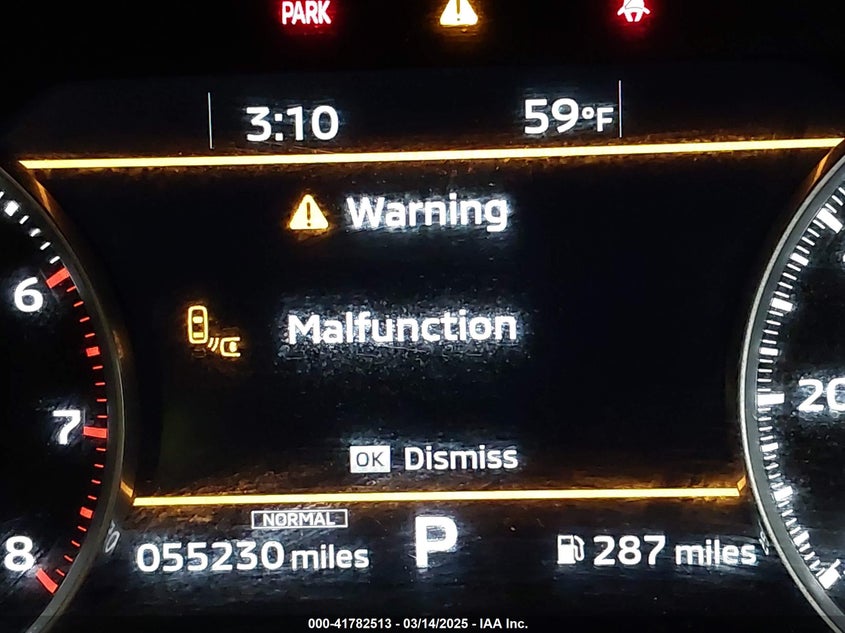 PARK
3:10 59°F
Warning
Malfunction
OK Dismiss
6
7
8
20
NORMAL
055230 miles P 287 miles
000-41782513 - 03/14/2025 - IAA Inc.